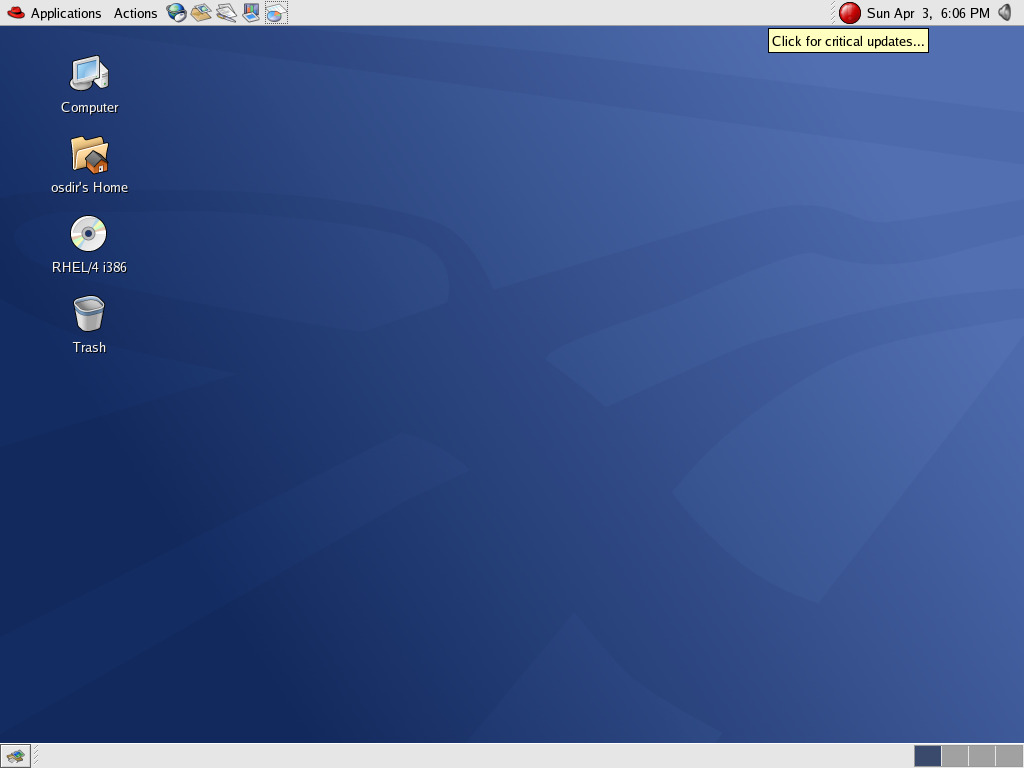 Applications Actions Sun Apr 3, 6:06 PM
Click for critical updates...
Computer
osdir's Home
RHEL/4 i386
Trash